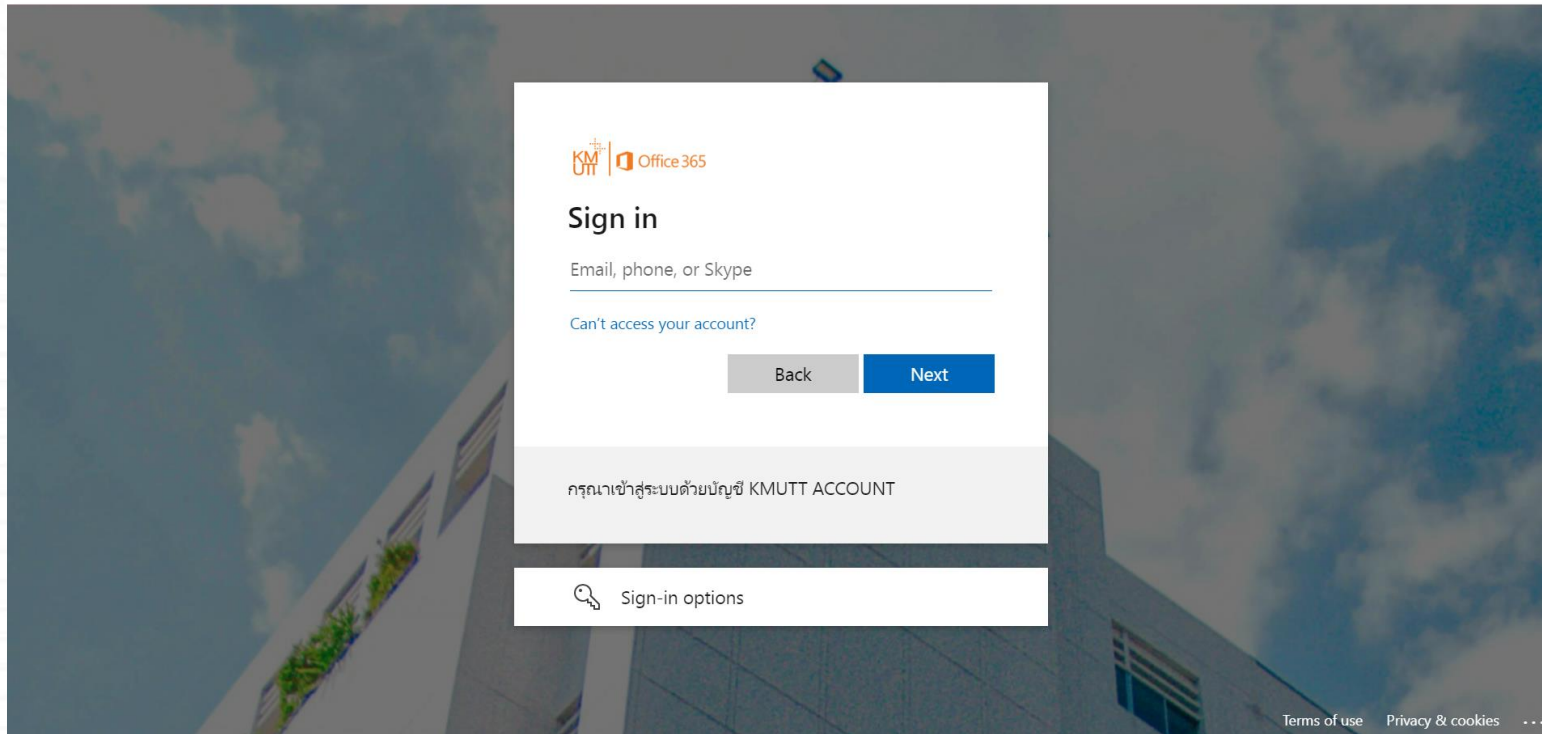 KM
UTT
Office 365
Sign in
Email, phone, or Skype
Can't access your account?
Back
Next
กรุณาเข้าสู่ระบบด้วยบัญชี KMUTT ACCOUNT
Sign-in options
Terms of use Privacy & cookies ...